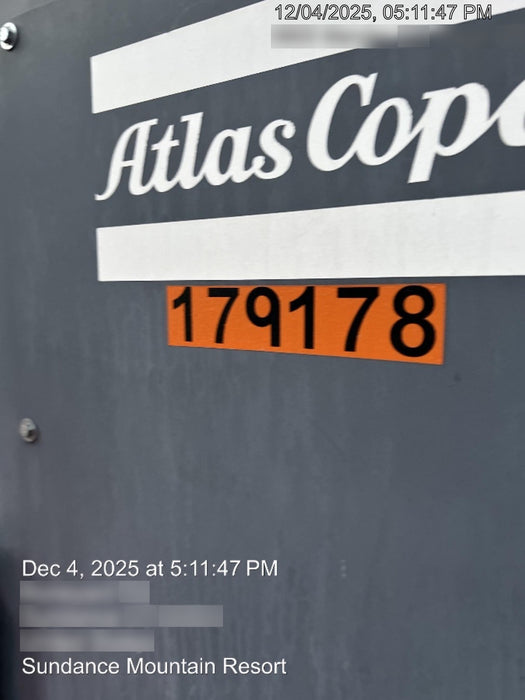 12/04/2025, 05:11:47 PM
Atlas Cop
179178
Dec 4, 2025 at 5:11:47 PM
Sundance Mountain Resort